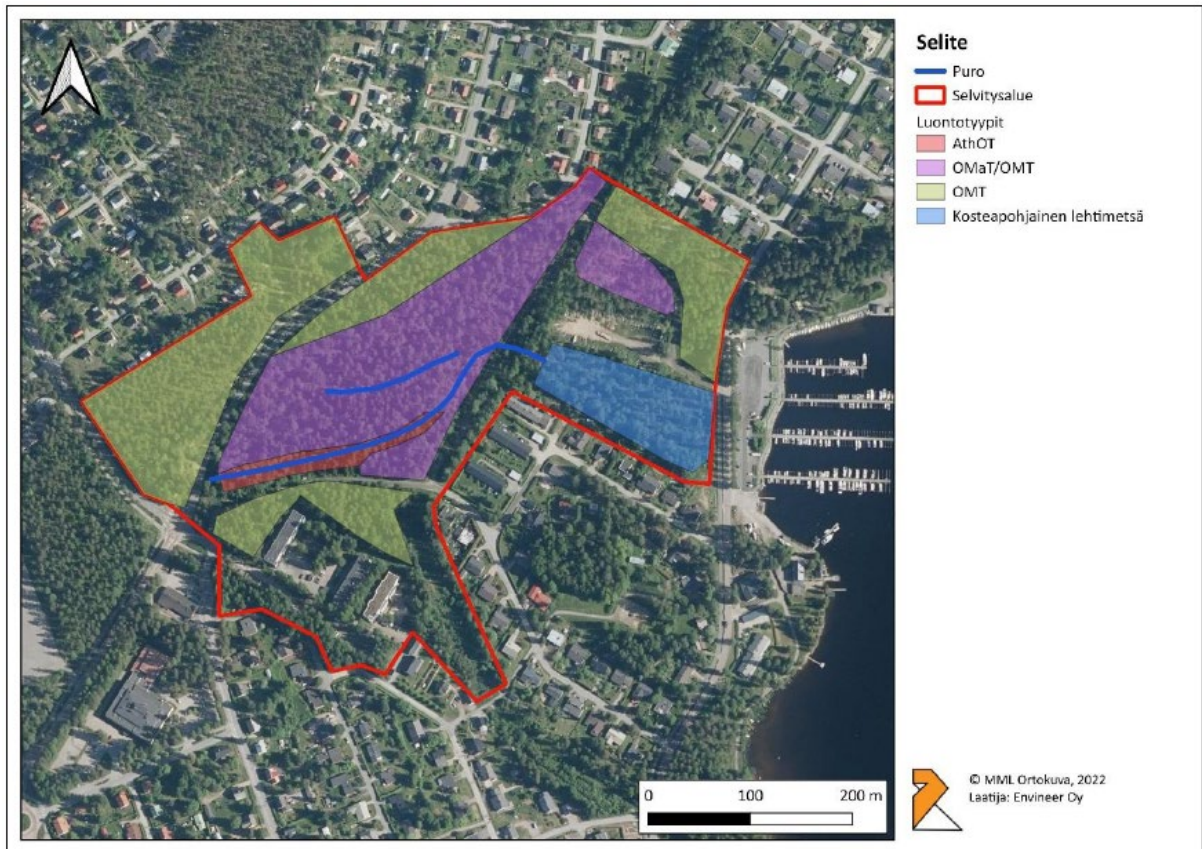 Selite
Puro
Selvitysalue
Luontotyypit
AthOT
OMaT/OMT
OMT
Kosteapohjainen lehtimetsä
0 100 200 m
© MML Ortokuva, 2022
Laatija: Envineer Oy